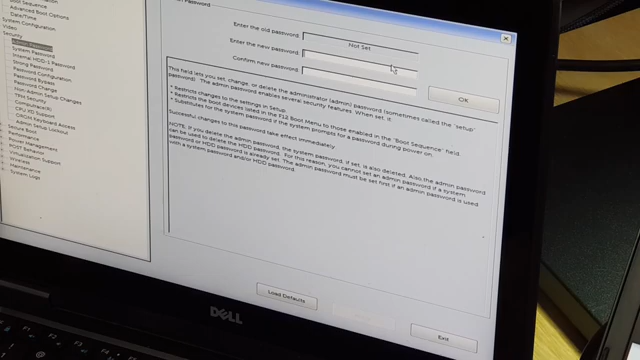 Boot Sequence
Advanced Boot Options
Date/Time
System Configuration
Video
Security
Admin Password
System Password
Internal HDD-1 Password
Strong Password
Password Bypass
Password Change
Non-Admin Setup Changes
TPM Security
Computrace(R)
CPU XD Support
OROM Keyboard Access
Admin Setup Lockout
Secure Boot
Performance
Power Management
POST Behavior
Virtualization Support
Wireless
Maintenance
System Logs
Password
Enter the old password
Not Set
Enter the new password
Confirm new password
OK
This field lets you set, change, or delete the administrator (admin) password (sometimes called the "setup"
password). The admin password enables several security features. When set, it:
* Restricts changes to the settings in Setup.
* Restricts the boot devices listed in the F12 Boot Menu to those enabled in the "Boot Sequence" field.
* Substitutes for the system password if the system prompts for a password during power on.
Successful changes to this password take effect immediately.
NOTE: If you delete the admin password, the system password, if set, is also deleted. Also, the admin password
can be used to delete the HDD password. For this reason, you cannot set an admin password if a system
password or HDD password is already set. The admin password must be set first if an admin password is used
with a system password and/or HDD password.
Load Defaults
Exit
DELL